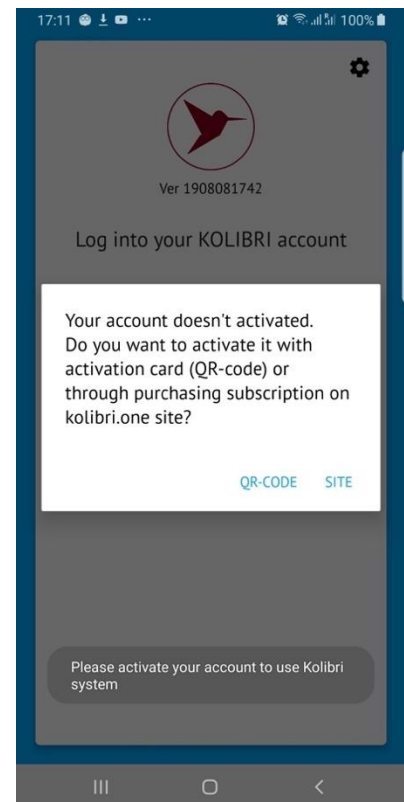 17:11 100%
Ver 1908081742
Log into your KOLIBRI account
Your account doesn't activated.
Do you want to activate it with
activation card (QR-code) or
through purchasing subscription on
kolibri.one site?
QR-CODE SITE
Please activate your account to use Kolibri
system